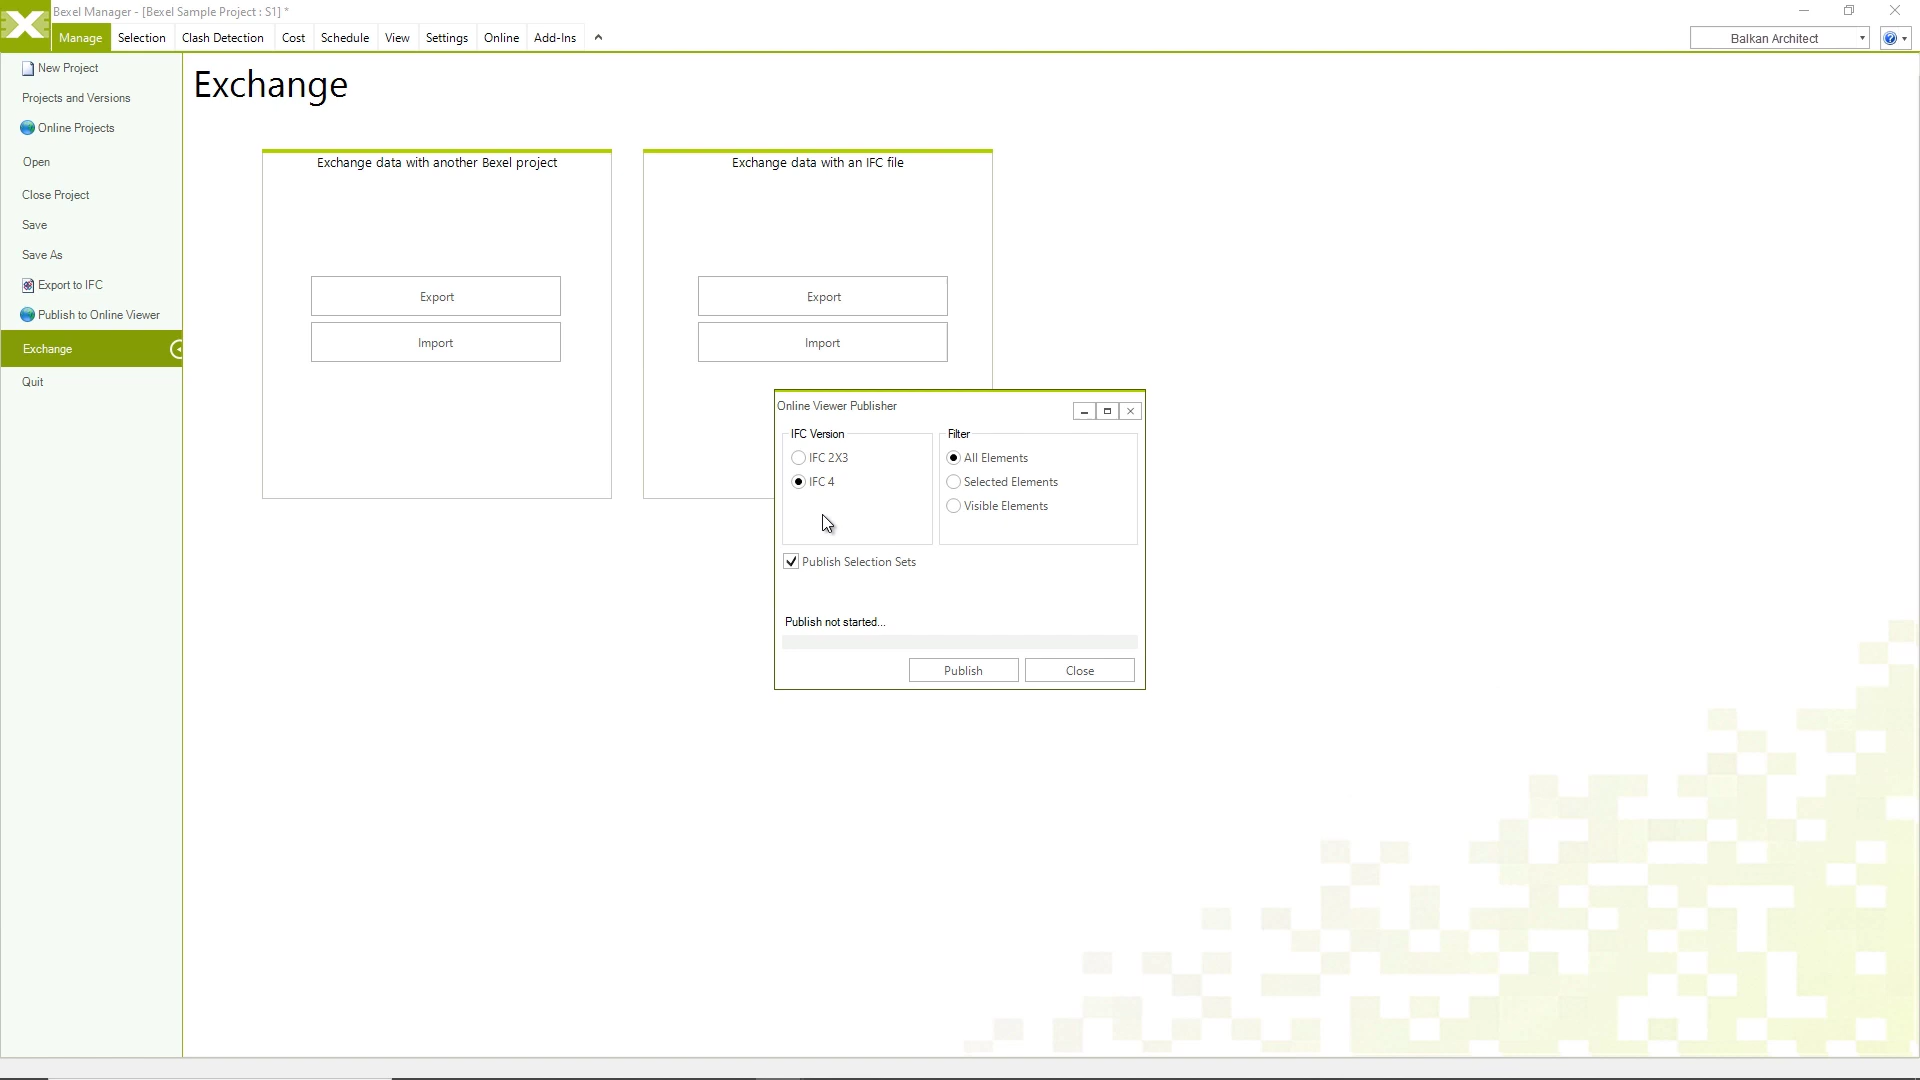 Bexel Manager - [Bexel Sample Project : S1] *
Manage Selection Clash Detection Cost Schedule View Settings Online Add-Ins
Balkan Architect
New Project
Projects and Versions
Online Projects
Open
Close Project
Save
Save As
Export to IFC
Publish to Online Viewer
Exchange
Quit
Exchange
Exchange data with another Bexel project
Export
Import
Exchange data with an IFC file
Export
Import
Online Viewer Publisher
IFC Version
IFC 2X3
IFC 4
Filter
All Elements
Selected Elements
Visible Elements
Publish Selection Sets
Publish not started...
Publish Close